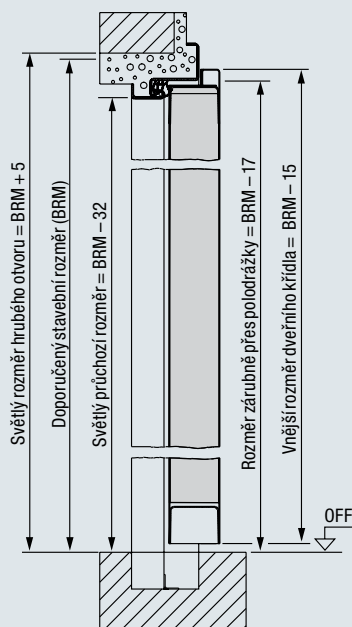 Světlý rozměr hrubého otvoru = BRM + 5
Doporučený stavební rozměr (BRM)
Světlý průchozí rozměr = BRM – 32
Rozměr zárubně přes polodrážky = BRM – 17
Vnější rozměr dveřního křídla = BRM – 15
OFF